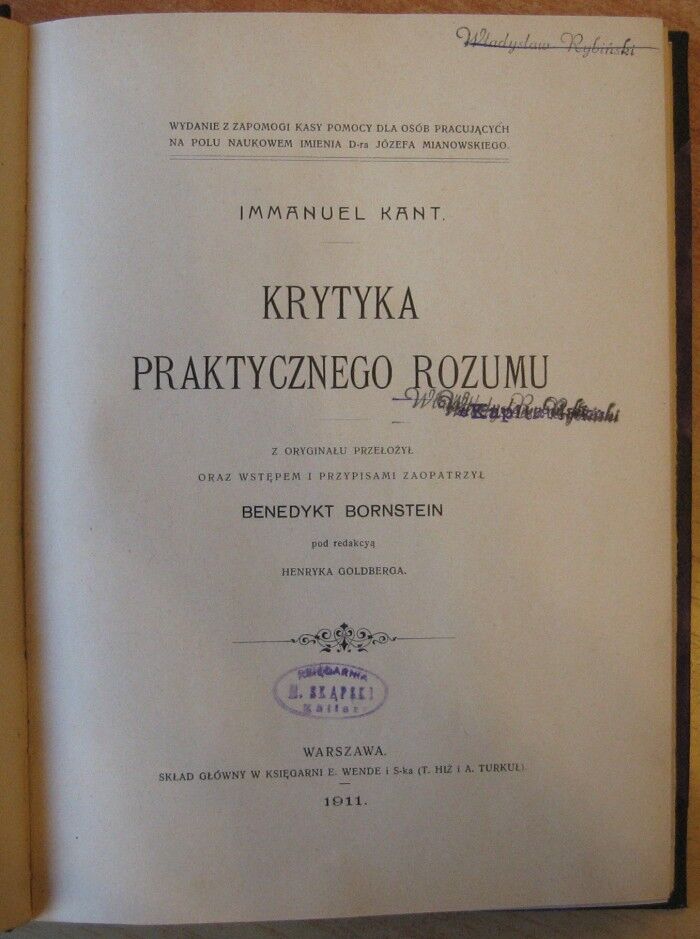 Władysław Rybiński
WYDANIE Z ZAPOMOGI KASY POMOCY DLA OSÓB PRACUJĄCYCH
NA POLU NAUKOWEM IMIENIA D-ra JÓZEFA MIANOWSKIEGO.
IMMANUEL KANT.
KRYTYKA
PRAKTYCZNEGO ROZUMU
Z ORYGINAŁU PRZEŁOŻYŁ
ORAZ WSTĘPEM I PRZYPISAMI ZAOPATRZYŁ
BENEDYKT BORNSTEIN
pod redakcyą
HENRYKA GOLDBERGA.
KSIĘGARNIA
SKĄPSKI
WARSZAWA.
SKŁAD GŁÓWNY W KSIĘGARNI E. WENDE i S-ka (T. HIŻ i A. TURKUŁ).
1911.